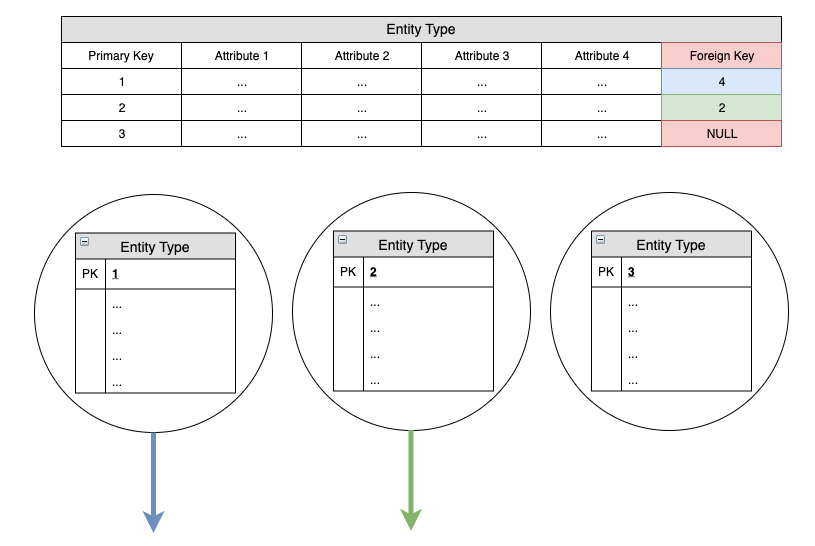 Entity Type
Primary Key Attribute 1 Attribute 2 Attribute 3 Attribute 4 Foreign Key
1 ... ... ... ... 4
2 ... ... ... ... 2
3 ... ... ... ... NULL
Entity Type
PK 1
...
...
...
...
Entity Type
PK 2
...
...
...
...
Entity Type
PK 3
...
...
...
...